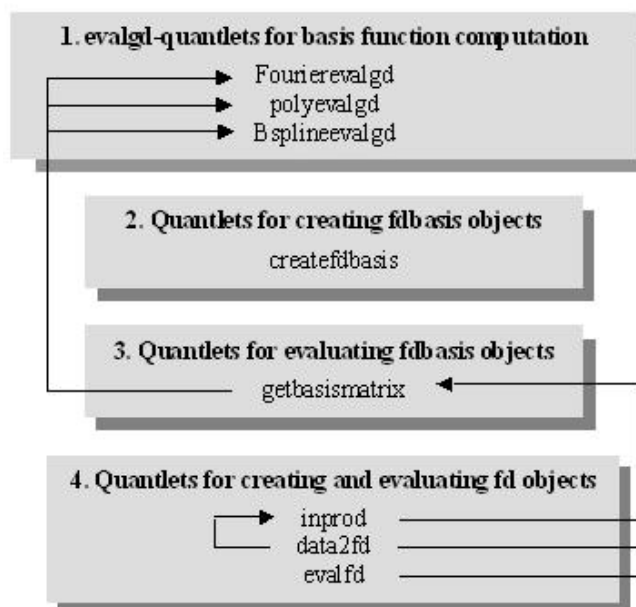 1. evalgd-quantlets for basis function computation
Fourierevalgd
polyevalgd
Bsplineevalgd
2. Quantlets for creating fdbasis objects
createfdbasis
3. Quantlets for evaluating fdbasis objects
getbasismatrix
4. Quantlets for creating and evaluating fd objects
inprod
data2fd
evalfd